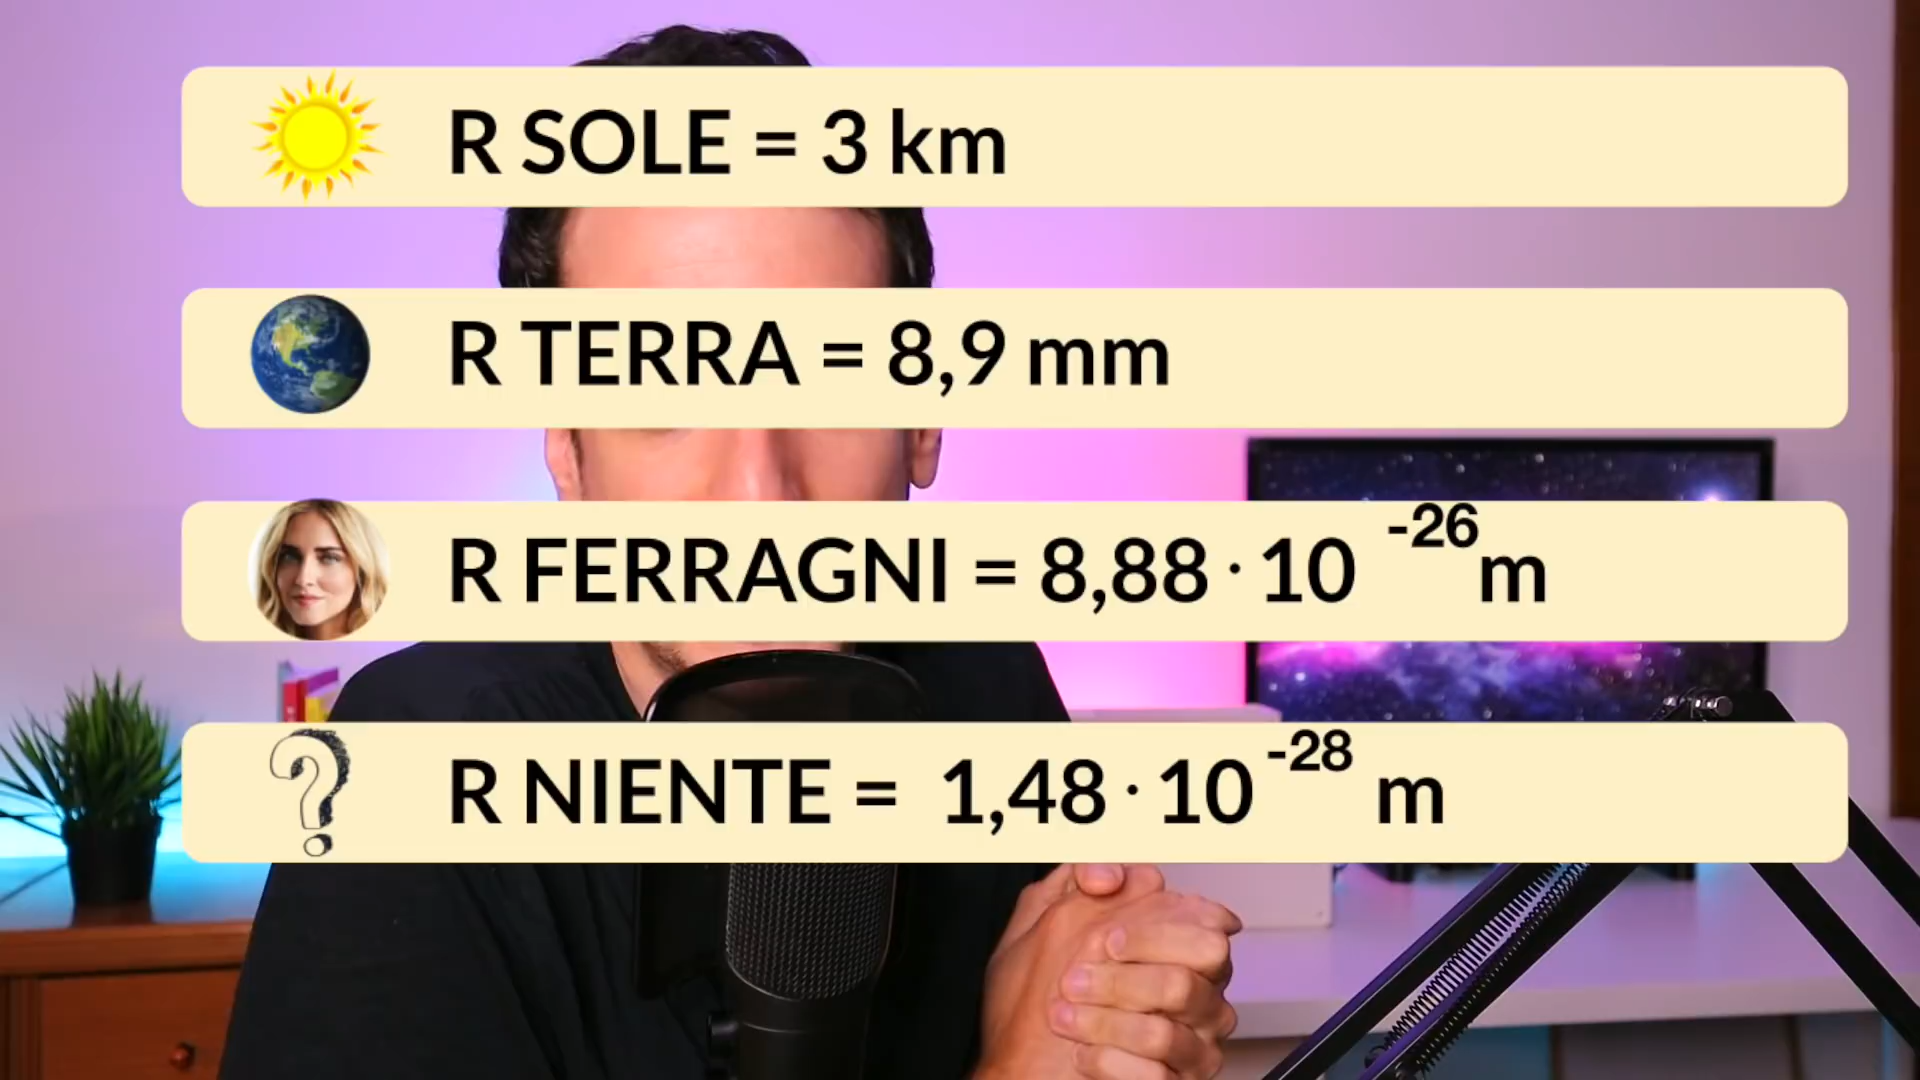 R SOLE = 3 km
R TERRA = 8,9 mm
R FERRAGNI = 8,88 · 10 -26 m
R NIENTE = 1,48 · 10 -28 m